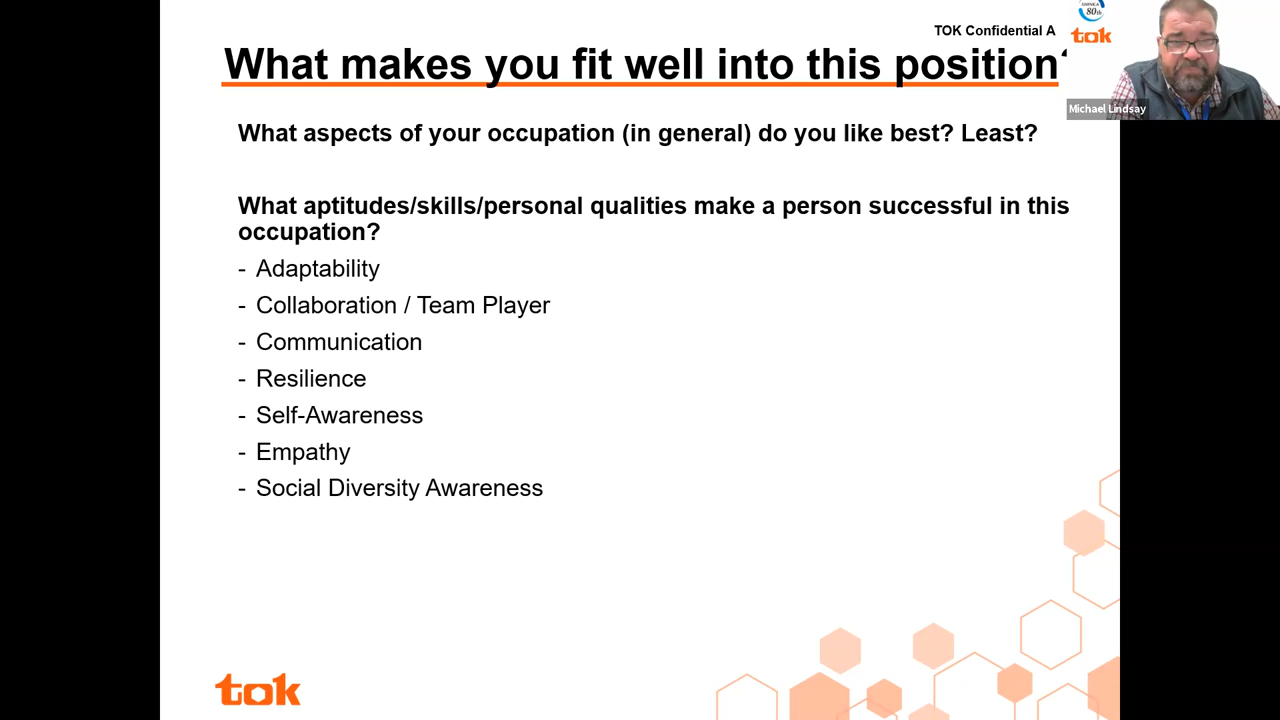 TOK Confidential A
80th
tok
What makes you fit well into this position?
Michael Lindsay
What aspects of your occupation (in general) do you like best? Least?
What aptitudes/skills/personal qualities make a person successful in this
occupation?
- Adaptability
- Collaboration / Team Player
- Communication
- Resilience
- Self-Awareness
- Empathy
- Social Diversity Awareness
tok